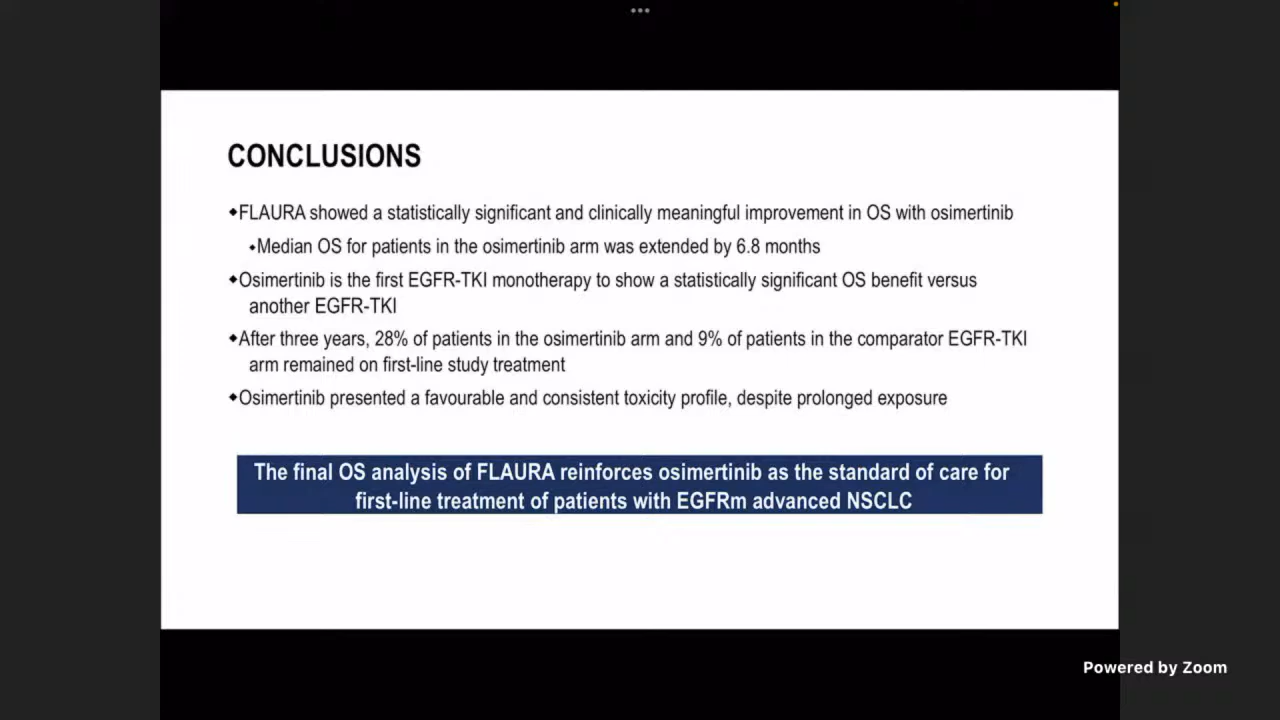 CONCLUSIONS
◆FLAURA showed a statistically significant and clinically meaningful improvement in OS with osimertinib
◆Median OS for patients in the osimertinib arm was extended by 6.8 months
◆Osimertinib is the first EGFR-TKI monotherapy to show a statistically significant OS benefit versus
another EGFR-TKI
◆After three years, 28% of patients in the osimertinib arm and 9% of patients in the comparator EGFR-TKI
arm remained on first-line study treatment
◆Osimertinib presented a favourable and consistent toxicity profile, despite prolonged exposure
The final OS analysis of FLAURA reinforces osimertinib as the standard of care for
first-line treatment of patients with EGFRm advanced NSCLC
Powered by Zoom